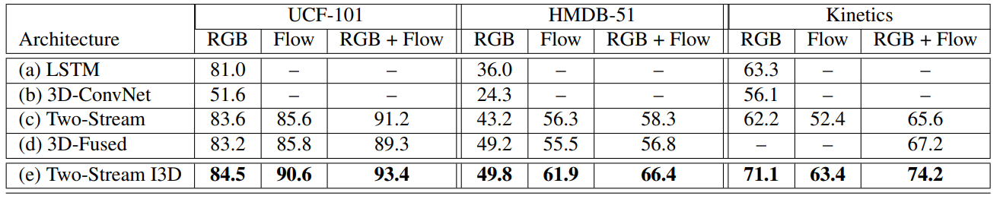 UCF-101 HMDB-51 Kinetics
Architecture RGB Flow RGB + Flow RGB Flow RGB + Flow RGB Flow RGB + Flow
(a) LSTM 81.0 – – 36.0 – – 63.3 – –
(b) 3D-ConvNet 51.6 – – 24.3 – – 56.1 – –
(c) Two-Stream 83.6 85.6 91.2 43.2 56.3 58.3 62.2 52.4 65.6
(d) 3D-Fused 83.2 85.8 89.3 49.2 55.5 56.8 – – 67.2
(e) Two-Stream I3D 84.5 90.6 93.4 49.8 61.9 66.4 71.1 63.4 74.2